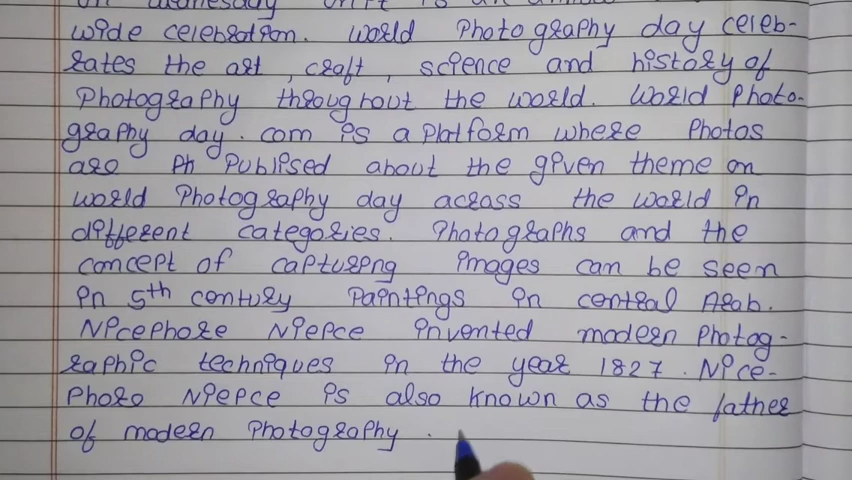 wednesday
wide celebration. World Photography day celeb-
rates the art, craft, science and history of
Photography throughout the world. World Photo-
graphy day. com is a platform where Photos
are Ph Publised about the given theme on
world Photography day across the world in
different categories. Photographs and the
concept of capturing images can be seen
in 5th century Paintings in central Arab.
Nicephore Niepce invented modern Photog-
raphic techniques in the year 1827. Nice-
Phore Niepce is also known as the father
of modern Photography.